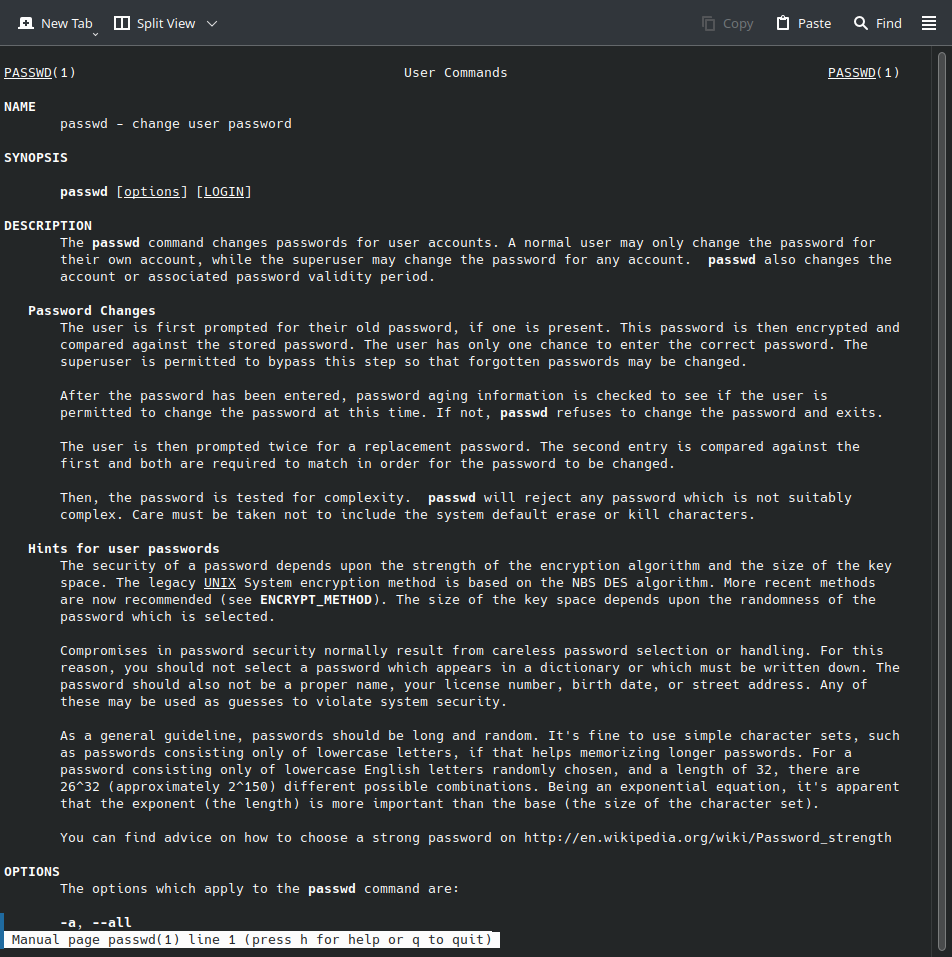 New Tab Split View Copy Paste Find
PASSWD(1) User Commands PASSWD(1)
NAME
passwd - change user password
SYNOPSIS
passwd [options] [LOGIN]
DESCRIPTION
The passwd command changes passwords for user accounts. A normal user may only change the password for
their own account, while the superuser may change the password for any account.  passwd also changes the
account or associated password validity period.
Password Changes
The user is first prompted for their old password, if one is present. This password is then encrypted and
compared against the stored password. The user has only one chance to enter the correct password. The
superuser is permitted to bypass this step so that forgotten passwords may be changed.
After the password has been entered, password aging information is checked to see if the user is
permitted to change the password at this time. If not, passwd refuses to change the password and exits.
The user is then prompted twice for a replacement password. The second entry is compared against the
first and both are required to match in order for the password to be changed.
Then, the password is tested for complexity.  passwd will reject any password which is not suitably
complex. Care must be taken not to include the system default erase or kill characters.
Hints for user passwords
The security of a password depends upon the strength of the encryption algorithm and the size of the key
space. The legacy UNIX System encryption method is based on the NBS DES algorithm. More recent methods
are now recommended (see ENCRYPT_METHOD). The size of the key space depends upon the randomness of the
password which is selected.
Compromises in password security normally result from careless password selection or handling. For this
reason, you should not select a password which appears in a dictionary or which must be written down. The
password should also not be a proper name, your license number, birth date, or street address. Any of
these may be used as guesses to violate system security.
As a general guideline, passwords should be long and random. It's fine to use simple character sets, such
as passwords consisting only of lowercase letters, if that helps memorizing longer passwords. For a
password consisting only of lowercase English letters randomly chosen, and a length of 32, there are
26^32 (approximately 2^150) different possible combinations. Being an exponential equation, it's apparent
that the exponent (the length) is more important than the base (the size of the character set).
You can find advice on how to choose a strong password on http://en.wikipedia.org/wiki/Password_strength
OPTIONS
The options which apply to the passwd command are:
-a, --all
Manual page passwd(1) line 1 (press h for help or q to quit)